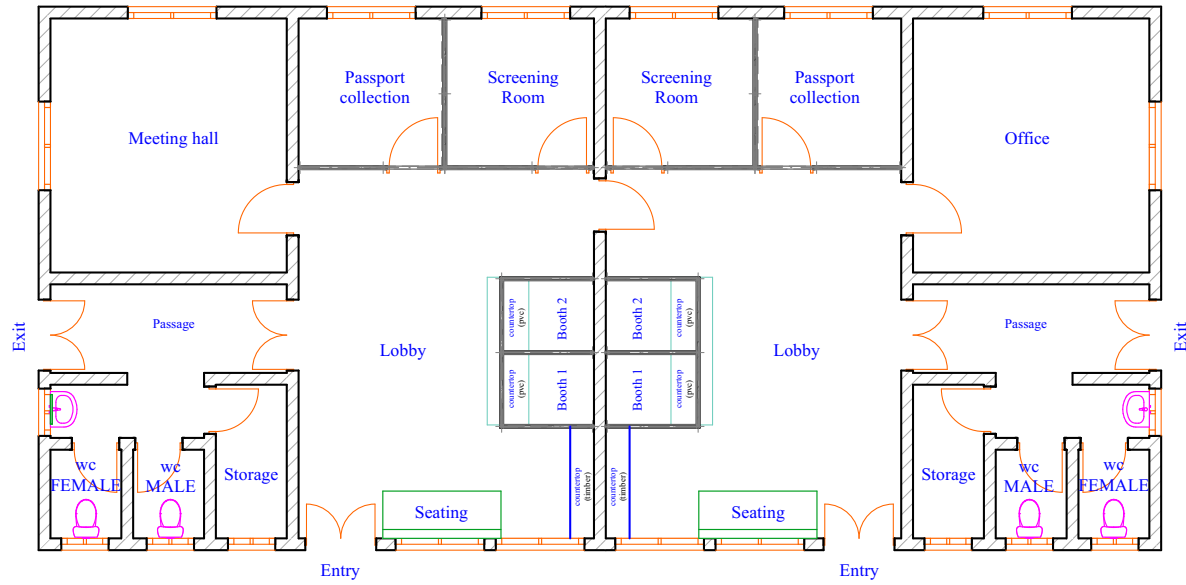 Passport
collection
Screening
Room
Screening
Room
Passport
collection
Meeting hall
Office
Exit
Passage
Lobby
countertop
(pvc)
Booth 2
Booth 2
countertop
(pvc)
Lobby
Passage
Exit
countertop
(pvc)
Booth 1
Booth 1
countertop
(pvc)
wc
FEMALE
wc
MALE
Storage
countertop
(timber)
countertop
(timber)
Storage
wc
MALE
wc
FEMALE
Seating
Seating
Entry
Entry